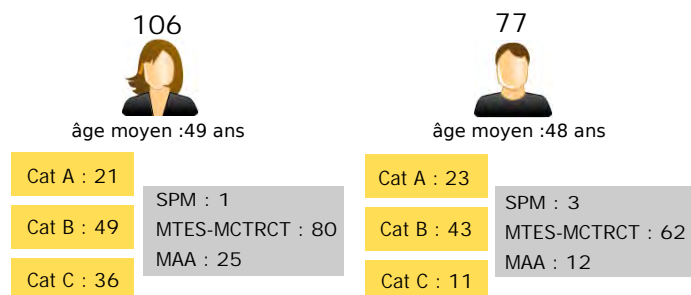 106
âge moyen :49 ans
Cat A : 21
Cat B : 49
Cat C : 36
SPM : 1
MTES-MCTRCT : 80
MAA : 25
77
âge moyen :48 ans
Cat A : 23
Cat B : 43
Cat C : 11
SPM : 3
MTES-MCTRCT : 62
MAA : 12